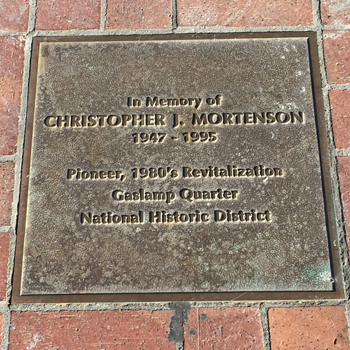 In Memory of
CHRISTOPHER J. MORTENSON
1947 - 1995
Pioneer, 1980's Revitalization
Gaslamp Quarter
National Historic District